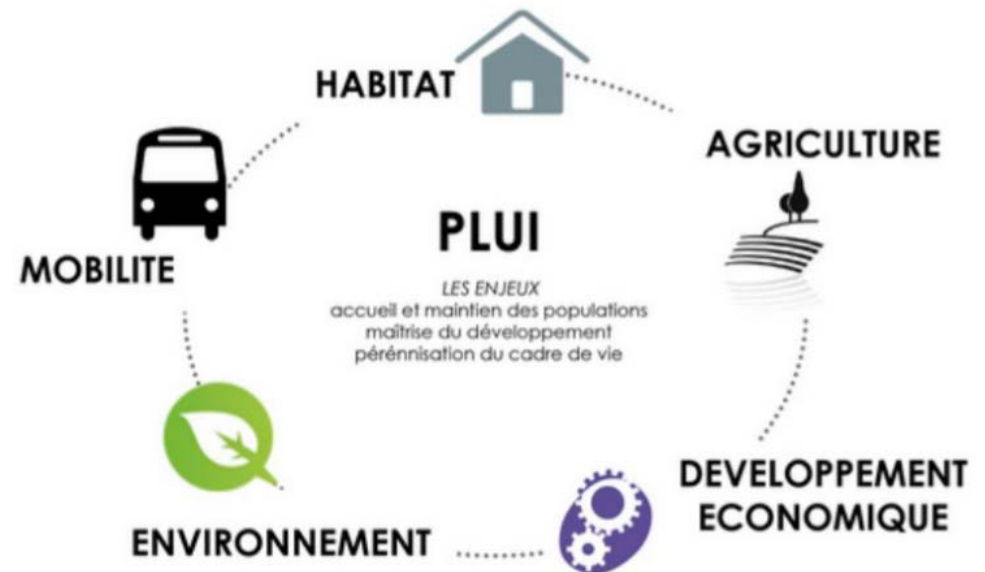 HABITAT
AGRICULTURE
MOBILITE
PLUI
LES ENJEUX
accueil et maintien des populations
maîtrise du développement
pérénnisation du cadre de vie
DEVELOPPEMENT
ECONOMIQUE
ENVIRONNEMENT